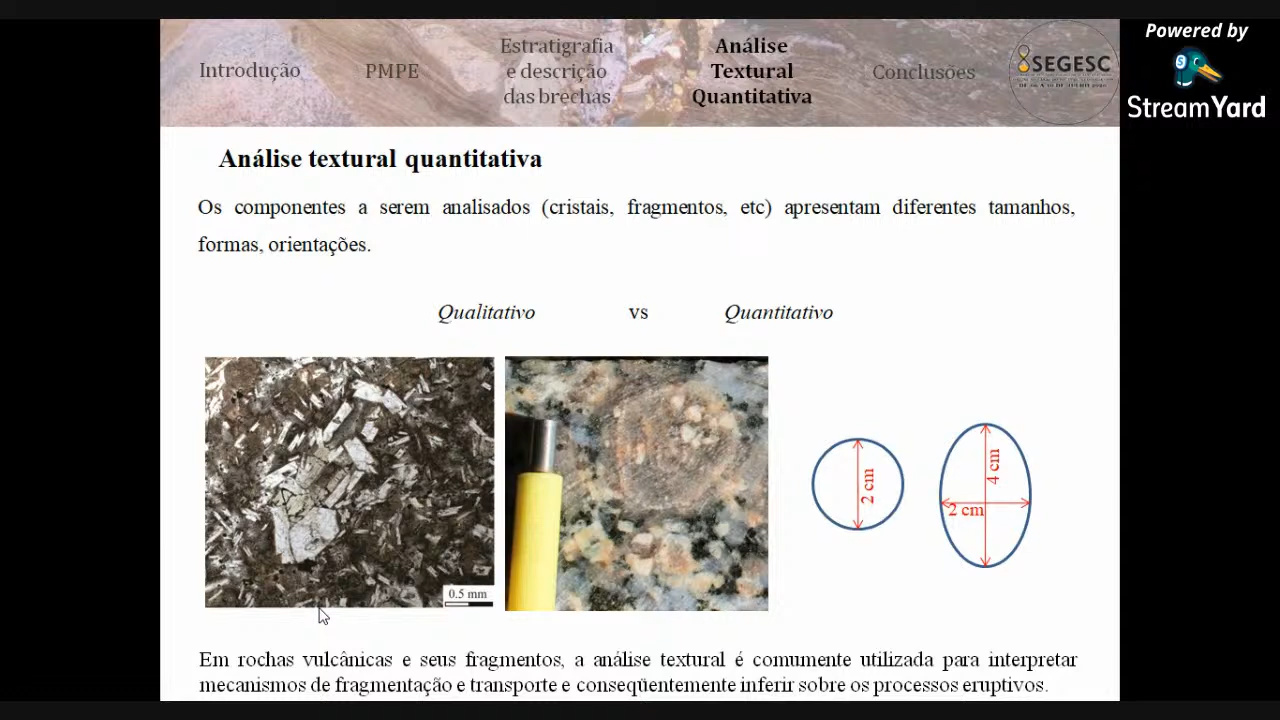 Powered by
StreamYard
Introdução
PMPE
Estratigrafia
e descrição
das brechas
Análise
Textural
Quantitativa
Conclusões
SEGESC
Análise textural quantitativa
Os componentes a serem analisados (cristais, fragmentos, etc) apresentam diferentes tamanhos,
formas, orientações.
Qualitativo vs Quantitativo
0.5 mm
2 cm
4 cm
2 cm
Em rochas vulcânicas e seus fragmentos, a análise textural é comumente utilizada para interpretar
mecanismos de fragmentação e transporte e conseqüentemente inferir sobre os processos eruptivos.